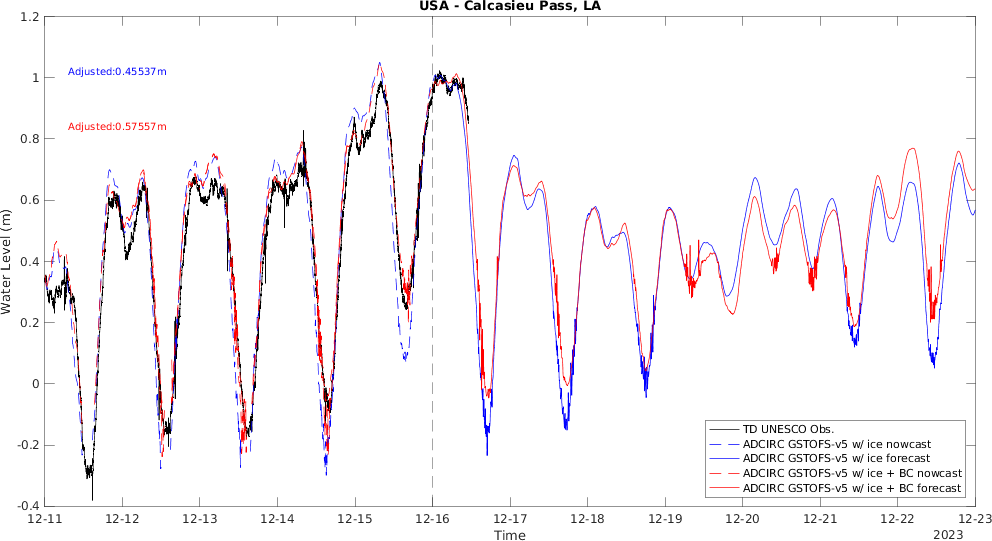 USA - Calcasieu Pass, LA
1.2
1
0.8
0.6
0.4
0.2
0
-0.2
-0.4
Water Level (m)
Adjusted:0.45537m
Adjusted:0.57557m
TD UNESCO Obs.
ADCIRC GSTOFS-v5 w/ ice nowcast
ADCIRC GSTOFS-v5 w/ ice forecast
ADCIRC GSTOFS-v5 w/ ice + BC nowcast
ADCIRC GSTOFS-v5 w/ ice + BC forecast
12-11 12-12 12-13 12-14 12-15 12-16 12-17 12-18 12-19 12-20 12-21 12-22 12-23
Time
2023